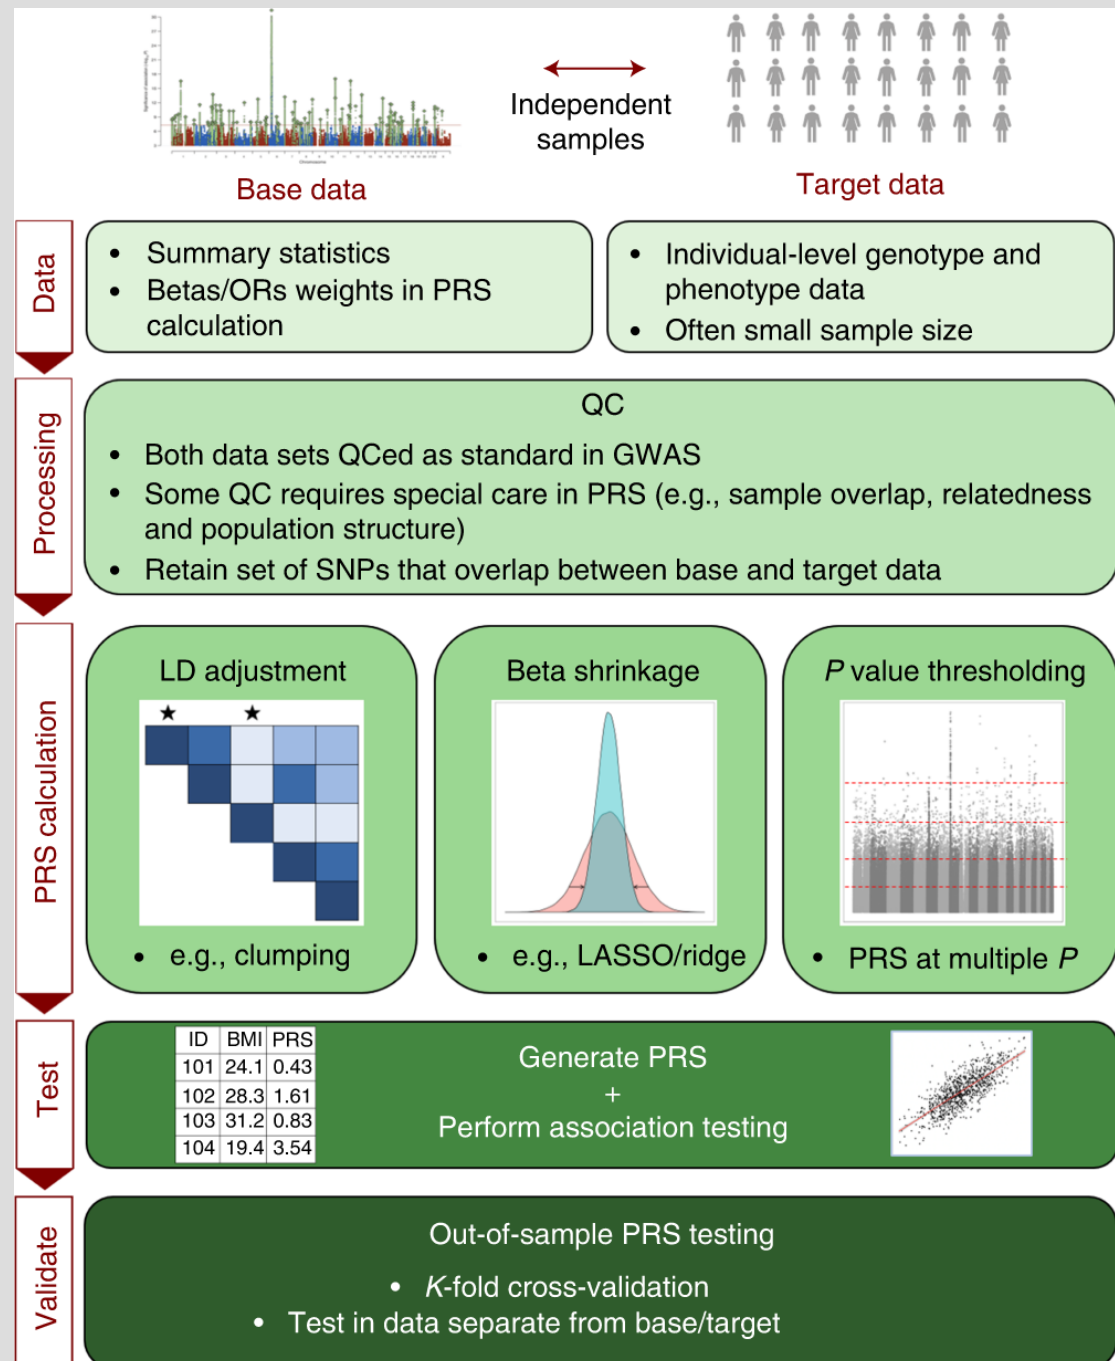 Independent
samples
Base data
Target data
Data
• Summary statistics
• Betas/ORs weights in PRS
calculation
• Individual-level genotype and
phenotype data
• Often small sample size
Processing
QC
• Both data sets QCed as standard in GWAS
• Some QC requires special care in PRS (e.g., sample overlap, relatedness
and population structure)
• Retain set of SNPs that overlap between base and target data
PRS calculation
LD adjustment
• e.g., clumping
Beta shrinkage
• e.g., LASSO/ridge
P value thresholding
• PRS at multiple P
Test
ID BMI PRS
101 24.1 0.43
102 28.3 1.61
103 31.2 0.83
104 19.4 3.54
Generate PRS
+
Perform association testing
Validate
Out-of-sample PRS testing
• K-fold cross-validation
• Test in data separate from base/target